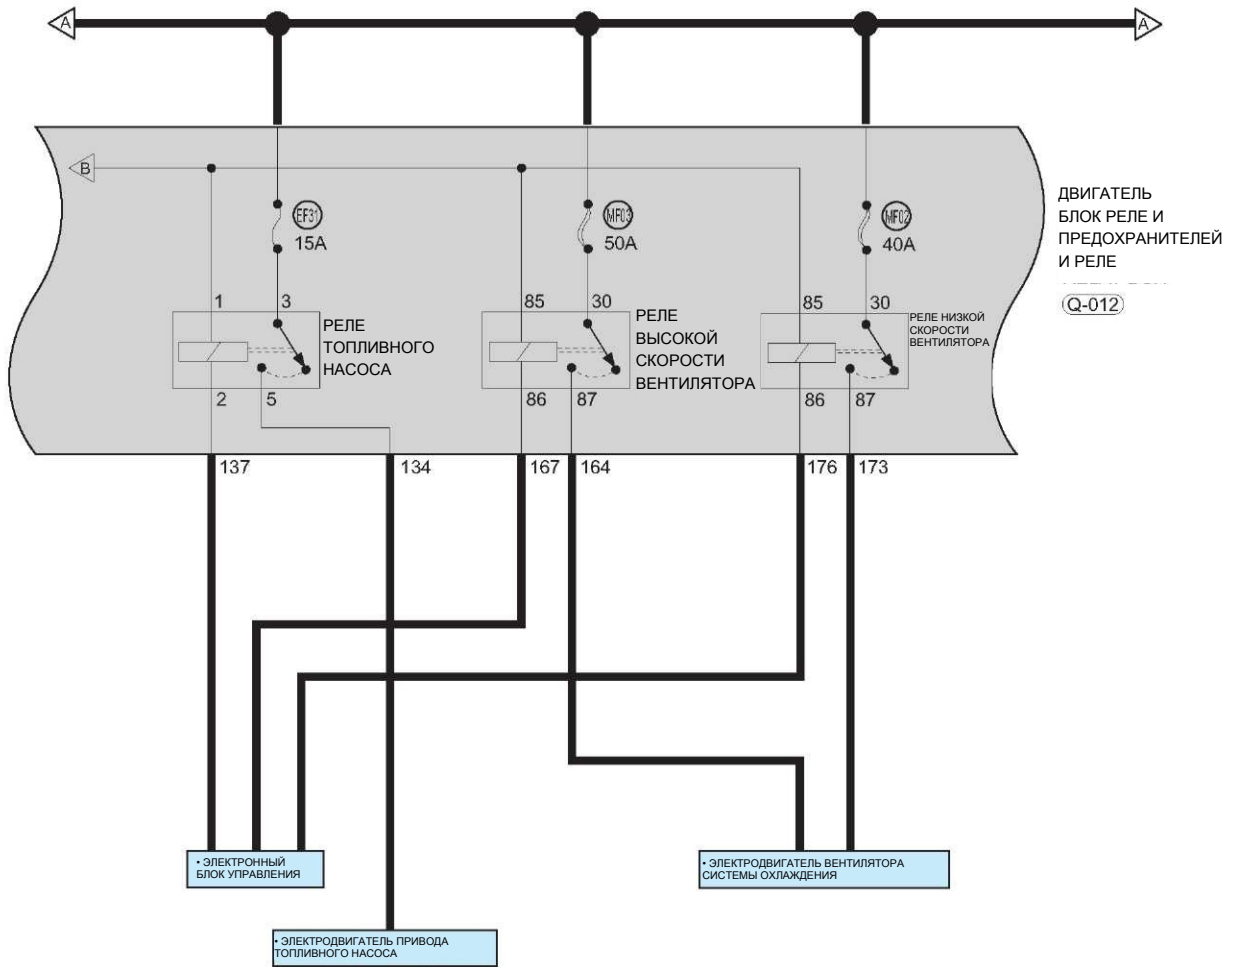 A
A
B
EF31
15A
MF03
50A
MF02
40A
ДВИГАТЕЛЬ
БЛОК РЕЛЕ И
ПРЕДОХРАНИТЕЛЕЙ
И РЕЛЕ
Q-012
1
3
РЕЛЕ
ТОПЛИВНОГО
НАСОСА
2
5
85
30
РЕЛЕ
ВЫСОКОЙ
СКОРОСТИ
ВЕНТИЛЯТОРА
86
87
85
30
РЕЛЕ НИЗКОЙ
СКОРОСТИ
ВЕНТИЛЯТОРА
86
87
137
134
167
164
176
173
• ЭЛЕКТРОННЫЙ
БЛОК УПРАВЛЕНИЯ
• ЭЛЕКТРОДВИГАТЕЛЬ ВЕНТИЛЯТОРА
СИСТЕМЫ ОХЛАЖДЕНИЯ
• ЭЛЕКТРОДВИГАТЕЛЬ ПРИВОДА
ТОПЛИВНОГО НАСОСА